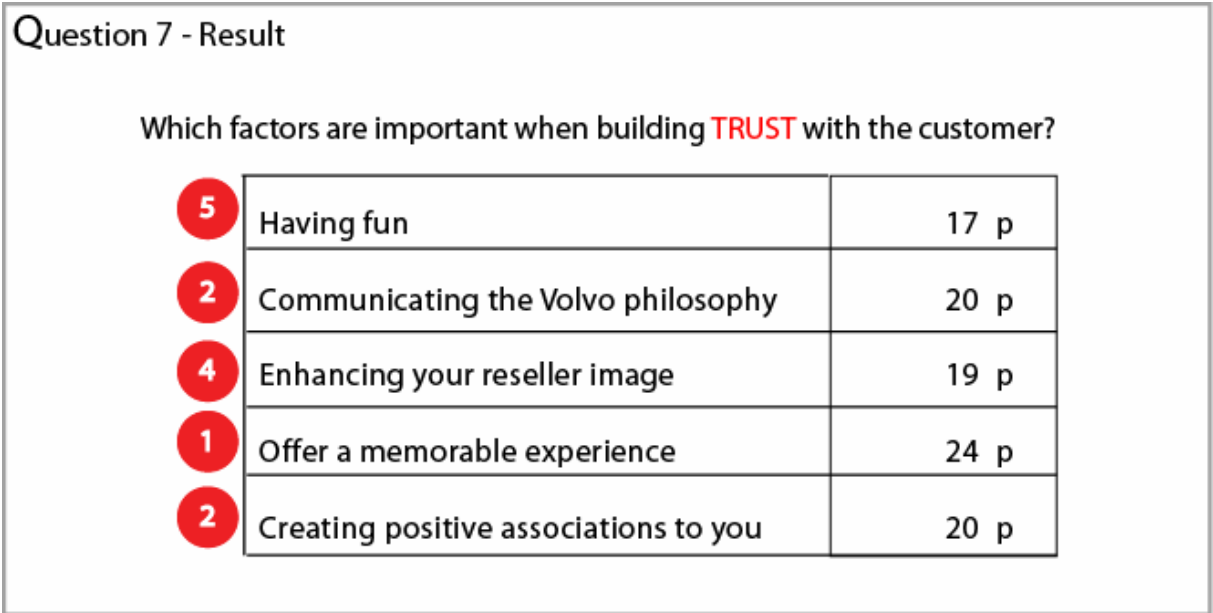 Question 7 - Result
Which factors are important when building TRUST with the customer?
5 Having fun 17 p
2 Communicating the Volvo philosophy 20 p
4 Enhancing your reseller image 19 p
1 Offer a memorable experience 24 p
2 Creating positive associations to you 20 p